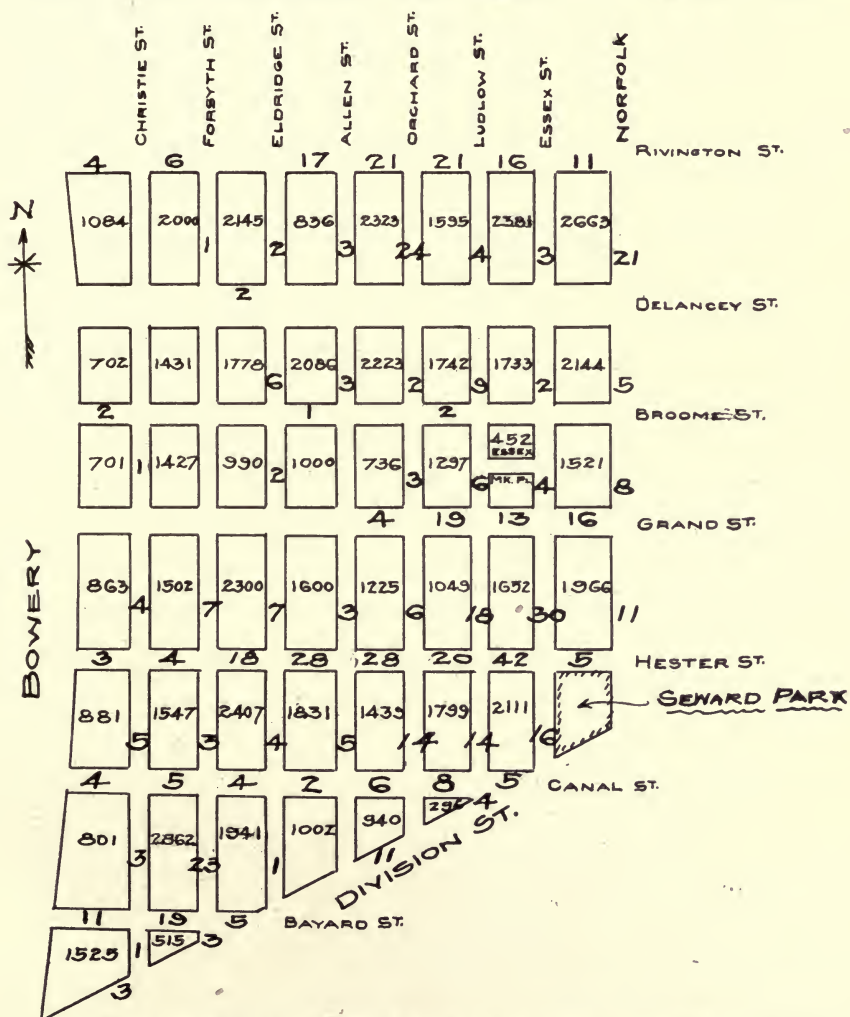 CHRISTIE ST.
FORSYTH ST.
ELDRIDGE ST.
ALLEN ST.
ORCHARD ST.
LUDLOW ST.
ESSEX ST.
NORFOLK
4 6 17 21 21 16 11 RIVINGTON ST.
N
1084 2000 2145 836 2323 1595 2381 2663
1 2 3 24 4 3 21
2
DELANCEY ST.
702 1431 1778 2086 2223 1742 1733 2144
6 3 2 9 2 5
2 1 2 BROOME ST.
452
ESSEX
701 1 1427 990 2 1000 736 3 1297 6 MK. PL. 4 1521 8
4 19 13 16 GRAND ST.
BOWERY
863 1502 2300 1600 1225 1049 1652 1966
4 7 7 3 6 18 30 11
3 4 18 28 28 20 42 5 HESTER ST.
SEWARD PARK
881 1547 2407 1831 1439 1799 2111
5 3 4 5 14 14 16
4 5 4 2 6 8 5 CANAL ST.
801 2862 1941 1002 940 4
3 23 1 11
DIVISION ST.
11 19 5 BAYARD ST.
1525 1 515 3
3